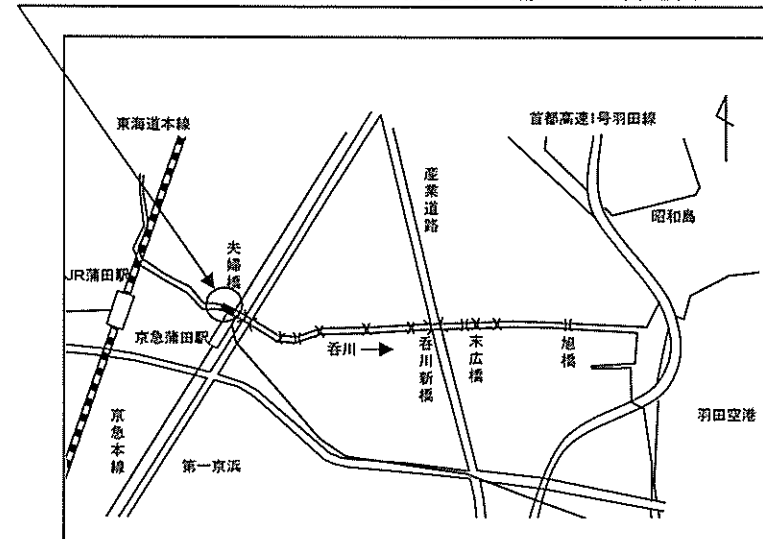 東海道本線
首都高速1号羽田線
産業道路
昭和島
夫婦橋
JR蒲田駅
京急蒲田駅
呑川
呑川新橋
末広橋
旭橋
羽田空港
京急本線
第一京浜